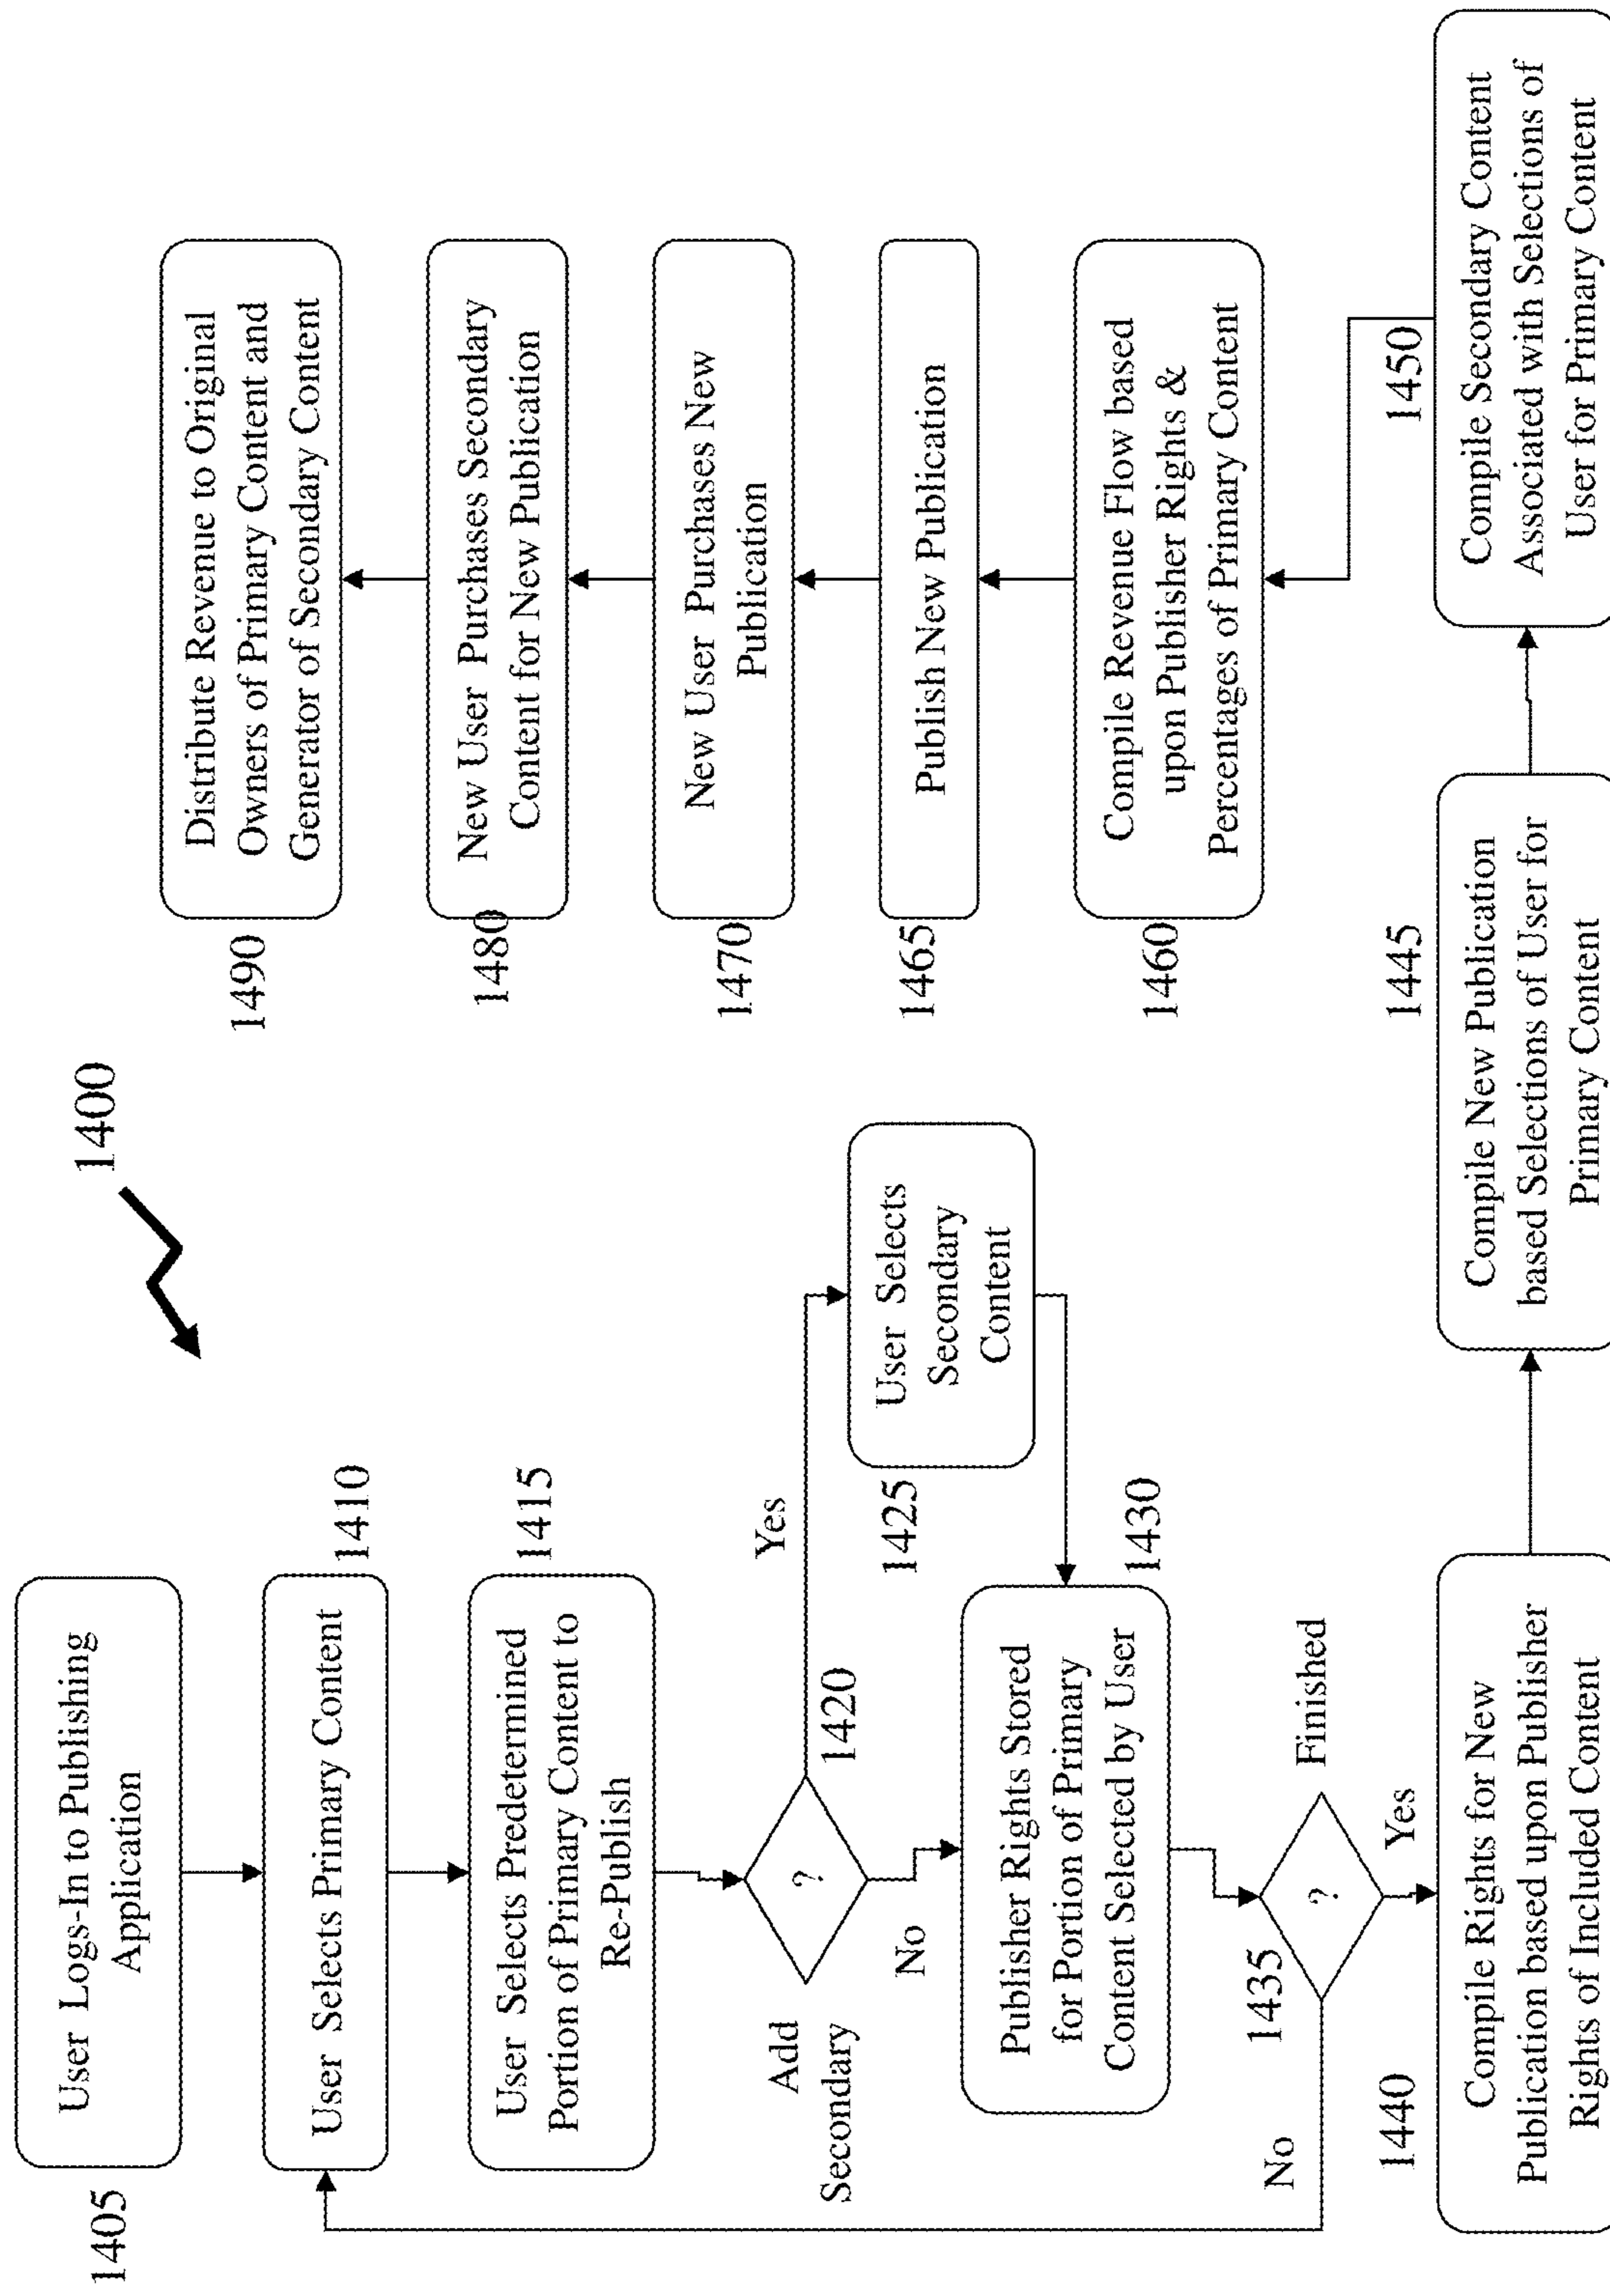 1400
1405
User Logs-In to Publishing
Application
User Selects Primary Content
1410
User Selects Predetermined
Portion of Primary Content to
Re-Publish
1415
Add
Secondary
?
1420
Yes
No
User Selects
Secondary
Content
1425
Publisher Rights Stored
for Portion of Primary
Content Selected by User
1430
1435
?
Finished
No
Yes
1440
Compile Rights for New
Publication based upon Publisher
Rights of Included Content
1445
Compile New Publication
based Selections of User for
Primary Content
1450
Compile Secondary Content
Associated with Selections of
User for Primary Content
1460
Compile Revenue Flow based
upon Publisher Rights &
Percentages of Primary Content
1465
Publish New Publication
1470
New User Purchases New
Publication
1480
New User Purchases Secondary
Content for New Publication
1490
Distribute Revenue to Original
Owners of Primary Content and
Generator of Secondary Content